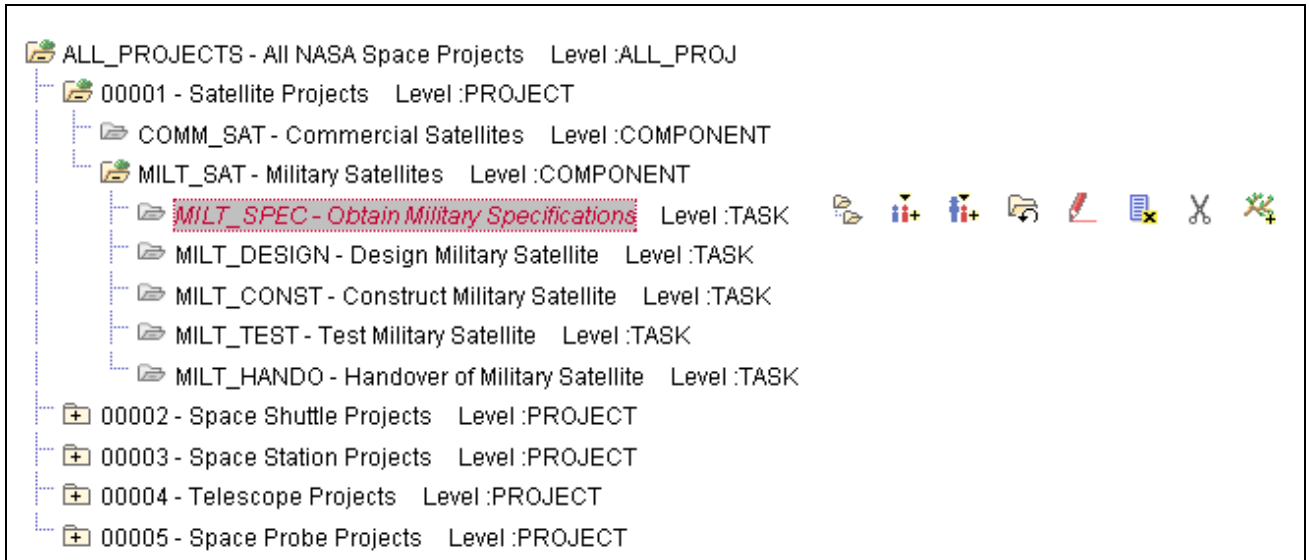 ALL_PROJECTS - All NASA Space Projects Level :ALL_PROJ
00001 - Satellite Projects Level :PROJECT
COMM_SAT - Commercial Satellites Level :COMPONENT
MILT_SAT - Military Satellites Level :COMPONENT
MILT_SPEC - Obtain Military Specifications Level :TASK
MILT_DESIGN - Design Military Satellite Level :TASK
MILT_CONST - Construct Military Satellite Level :TASK
MILT_TEST - Test Military Satellite Level :TASK
MILT_HANDO - Handover of Military Satellite Level :TASK
00002 - Space Shuttle Projects Level :PROJECT
00003 - Space Station Projects Level :PROJECT
00004 - Telescope Projects Level :PROJECT
00005 - Space Probe Projects Level :PROJECT